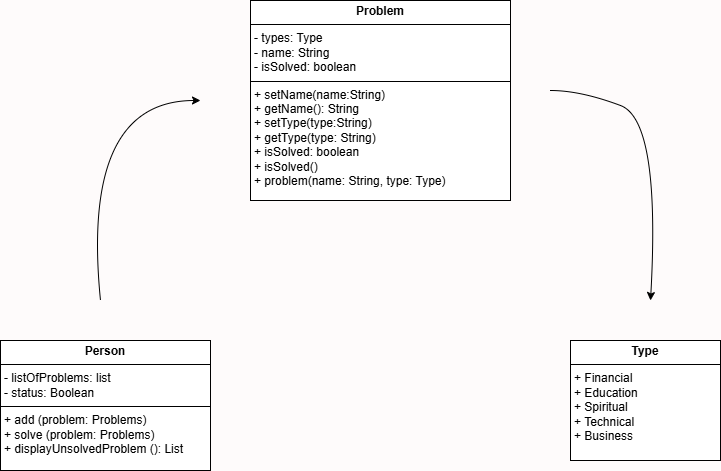 Problem
- types: Type
- name: String
- isSolved: boolean
+ setName(name:String)
+ getName(): String
+ setType(type:String)
+ getType(type: String)
+ isSolved: boolean
+ isSolved()
+ problem(name: String, type: Type)
Person
- listOfProblems: list
- status: Boolean
+ add (problem: Problems)
+ solve (problem: Problems)
+ displayUnsolvedProblem (): List
Type
+ Financial
+ Education
+ Spiritual
+ Technical
+ Business